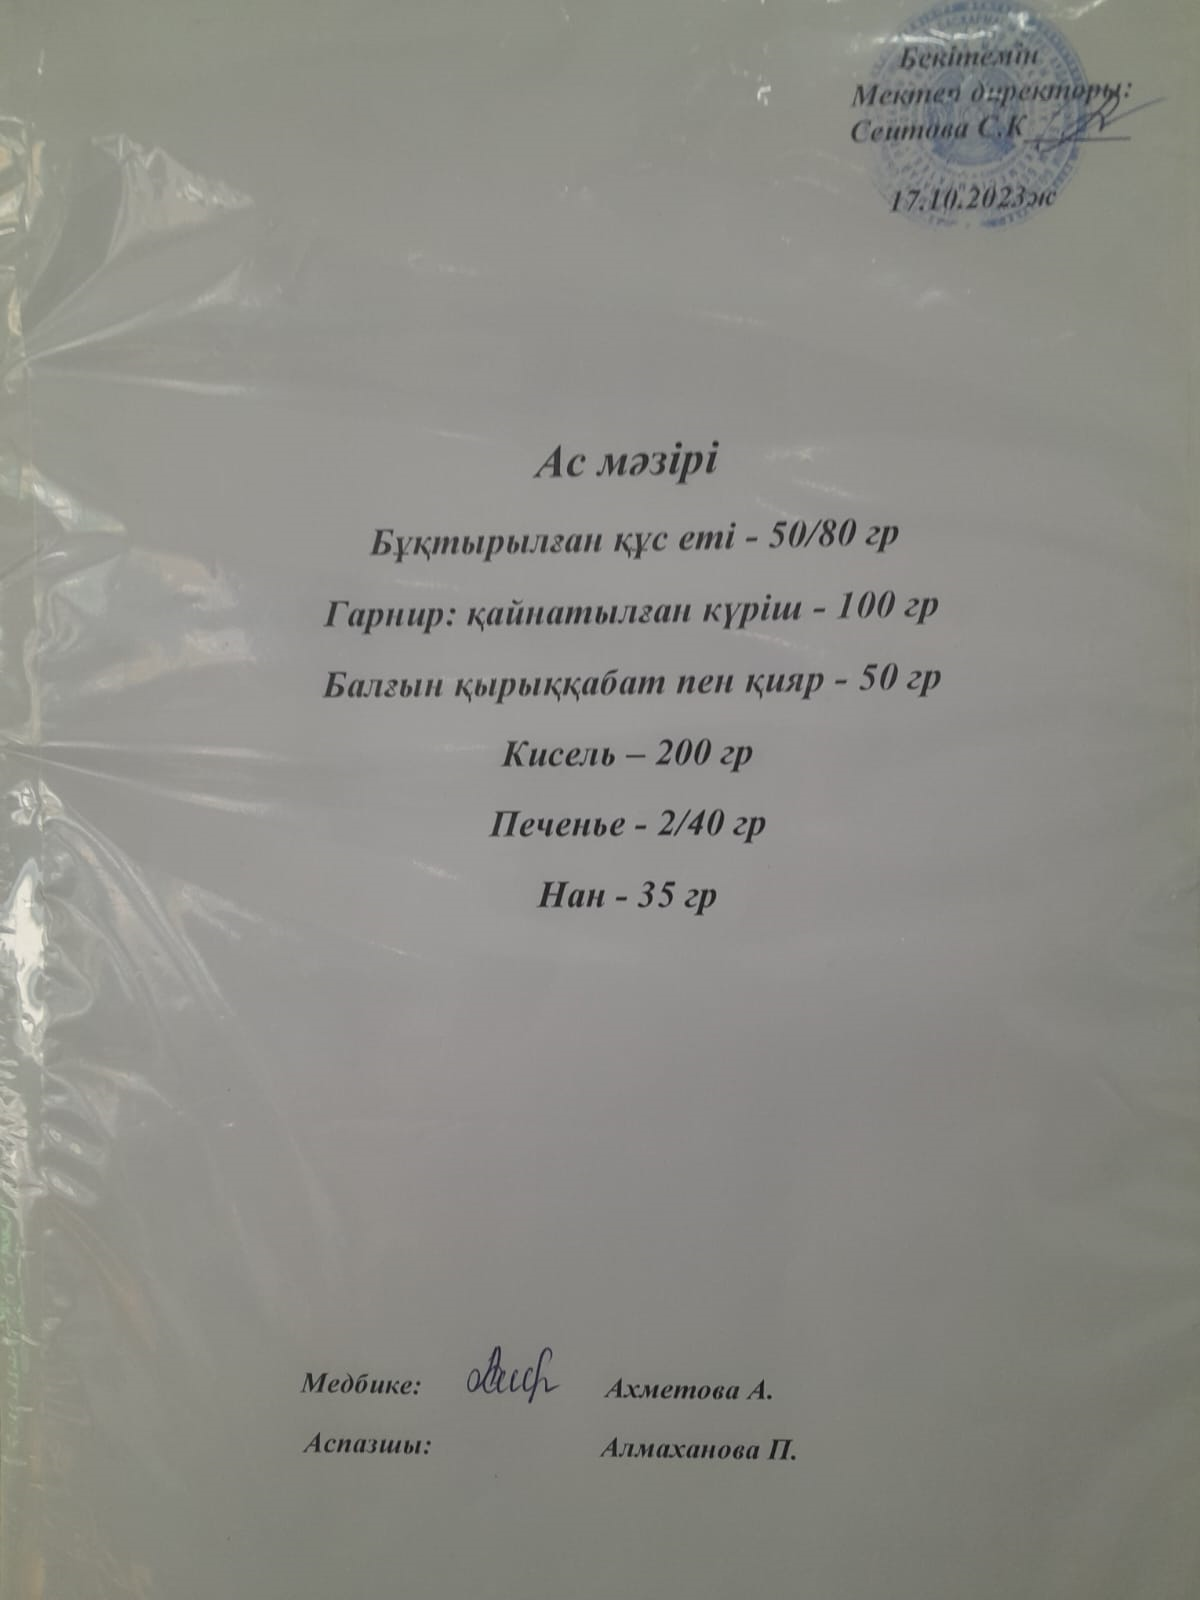 Бекітемін
Мектеп директоры:
Сейтова С.К
17.10.2023ж
Ас мәзірі
Бұқтырылған құс еті - 50/80 гр
Гарнир: қайнатылған күріш - 100 гр
Балғын қырыққабат пен қияр - 50 гр
Кисель – 200 гр
Печенье - 2/40 гр
Нан - 35 гр
Медбике: Ахметова А.
Аспазшы: Алмаханова П.